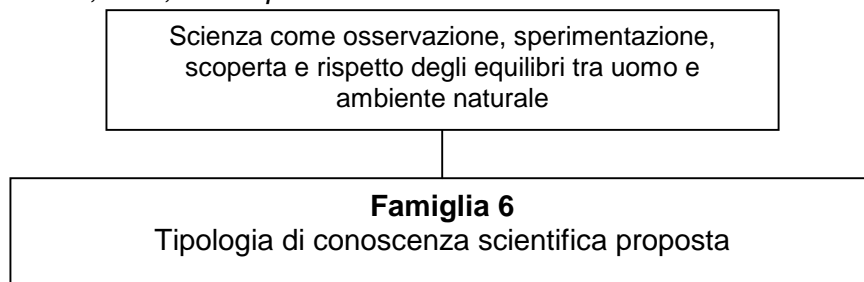 Scienza come osservazione, sperimentazione,
scoperta e rispetto degli equilibri tra uomo e
ambiente naturale
Famiglia 6
Tipologia di conoscenza scientifica proposta